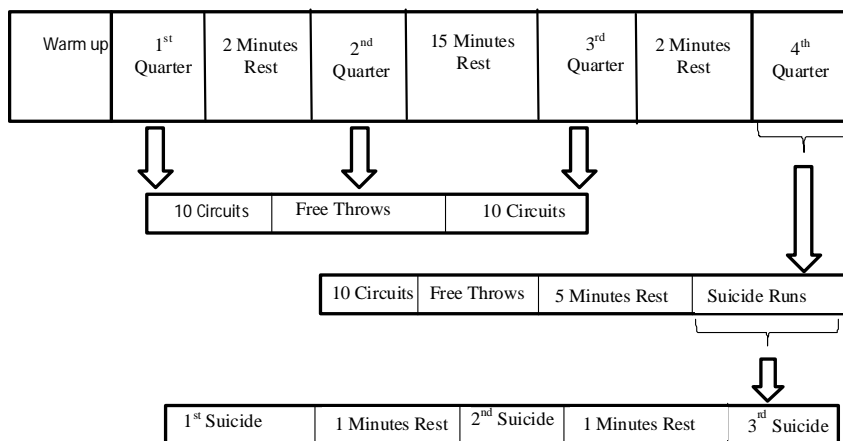 Warm up
1st Quarter
2 Minutes Rest
2nd Quarter
15 Minutes Rest
3rd Quarter
2 Minutes Rest
4th Quarter
10 Circuits
Free Throws
10 Circuits
10 Circuits
Free Throws
5 Minutes Rest
Suicide Runs
1st Suicide
1 Minutes Rest
2nd Suicide
1 Minutes Rest
3rd Suicide